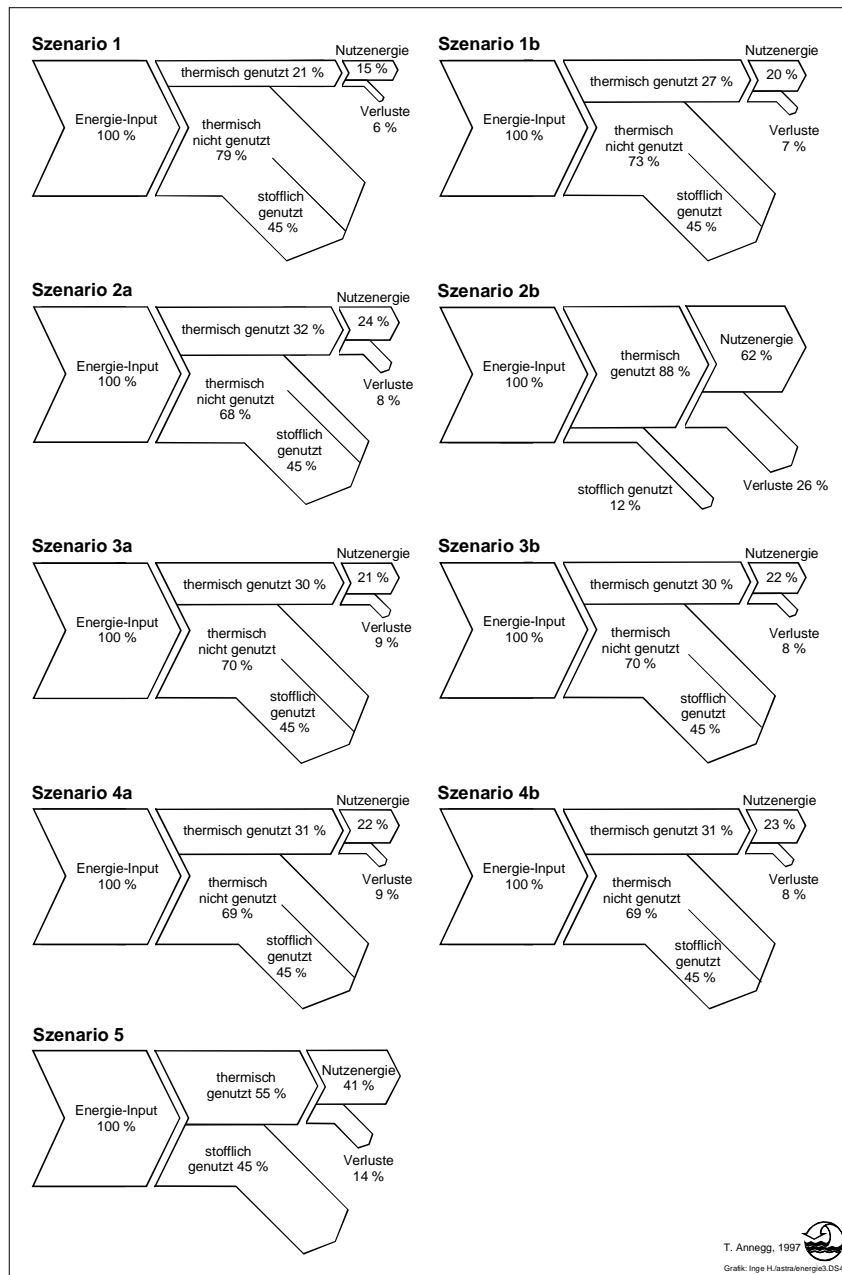 Szenario 1
Nutzenergie
thermisch genutzt 21 %
15 %
Energie-Input
100 %
Verluste
6 %
thermisch
nicht genutzt
79 %
stofflich
genutzt
45 %
Szenario 1b
Nutzenergie
thermisch genutzt 27 %
20 %
Energie-Input
100 %
Verluste
7 %
thermisch
nicht genutzt
73 %
stofflich
genutzt
45 %
Szenario 2a
Nutzenergie
thermisch genutzt 32 %
24 %
Energie-Input
100 %
Verluste
8 %
thermisch
nicht genutzt
68 %
stofflich
genutzt
45 %
Szenario 2b
Nutzenergie
62 %
thermisch
genutzt 88 %
Energie-Input
100 %
stofflich genutzt
12 %
Verluste 26 %
Szenario 3a
Nutzenergie
thermisch genutzt 30 %
21 %
Energie-Input
100 %
Verluste
9 %
thermisch
nicht genutzt
70 %
stofflich
genutzt
45 %
Szenario 3b
Nutzenergie
thermisch genutzt 30 %
22 %
Energie-Input
100 %
Verluste
8 %
thermisch
nicht genutzt
70 %
stofflich
genutzt
45 %
Szenario 4a
Nutzenergie
thermisch genutzt 31 %
22 %
Energie-Input
100 %
Verluste
9 %
thermisch
nicht genutzt
69 %
stofflich
genutzt
45 %
Szenario 4b
Nutzenergie
thermisch genutzt 31 %
23 %
Energie-Input
100 %
Verluste
8 %
thermisch
nicht genutzt
69 %
stofflich
genutzt
45 %
Szenario 5
thermisch
genutzt 55 %
Nutzenergie
41 %
Energie-Input
100 %
stofflich
genutzt 45 %
Verluste
14 %
T. Annegg, 1997
Grafik: Inge H./astra/energie3.DS4